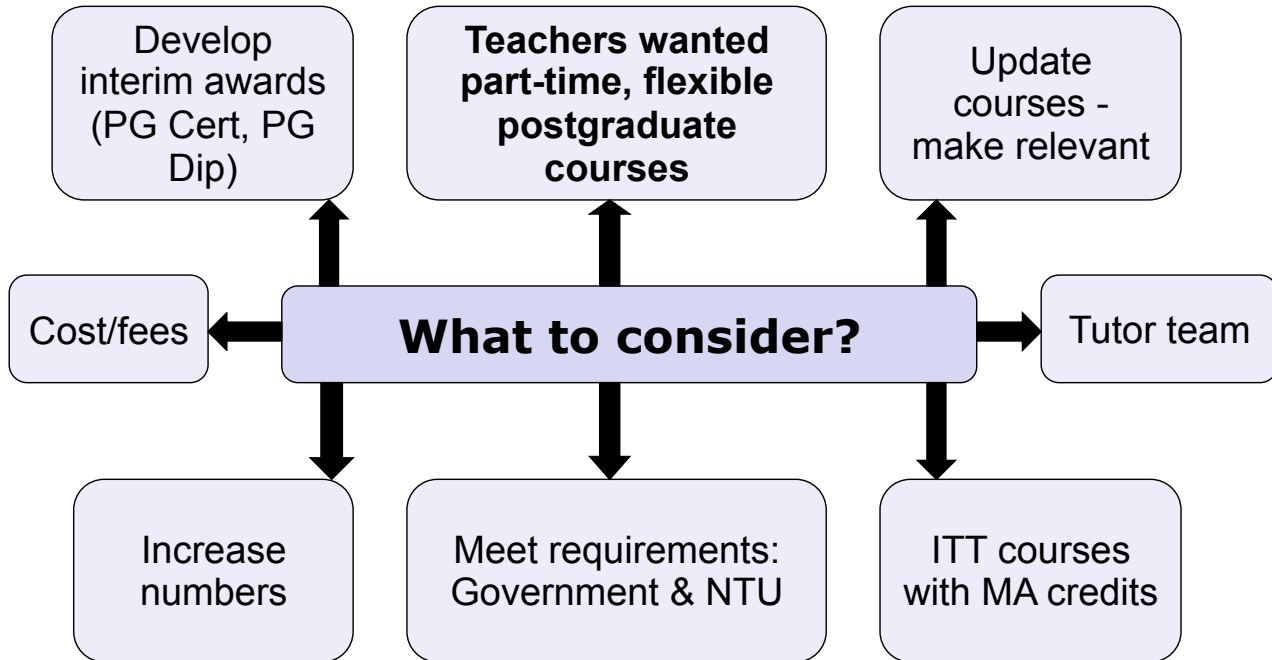 Develop
interim awards
(PG Cert, PG
Dip)
Teachers wanted
part-time, flexible
postgraduate
courses
Update
courses -
make relevant
Cost/fees
What to consider?
Tutor team
Increase
numbers
Meet requirements:
Government & NTU
ITT courses
with MA credits